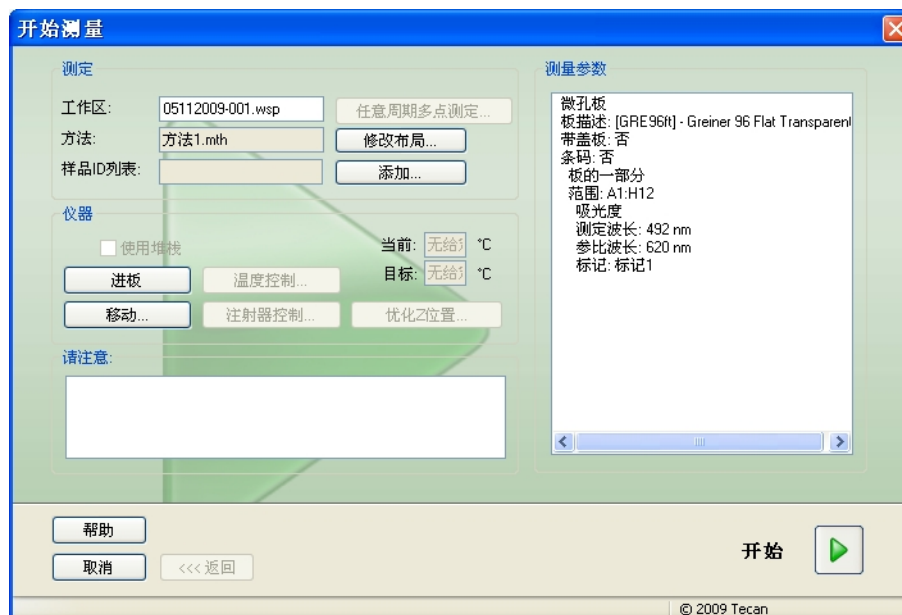 开始测量
测定
工作区:
05112009-001.wsp
任意周期多点测定...
方法:
方法1.mth
修改布局...
样品ID列表:
添加...
仪器
使用堆栈
当前:
无给
°C
目标:
无给
°C
进板
温度控制...
移动...
注射器控制...
优化Z位置...
请注意:
测量参数
微孔板
板描述: [GRE96ft] - Greiner 96 Flat Transparen
带盖板: 否
条码: 否
板的一部分
范围: A1:H12
吸光度
测定波长: 492 nm
参比波长: 620 nm
标记: 标记1
帮助
取消
<<< 返回
开始
© 2009 Tecan